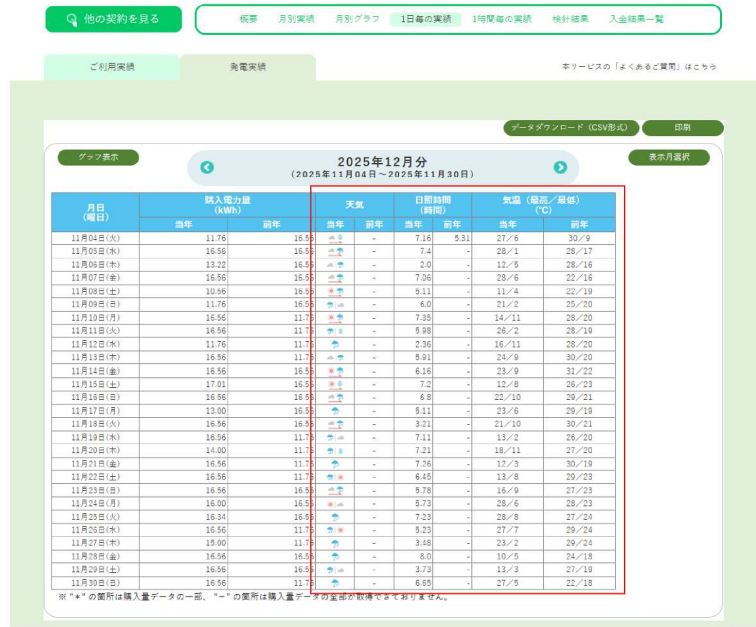 他の契約を見る
概要 月別実績 月別グラフ 1日毎の実績 1時間毎の実績 検針結果 入金結果一覧
ご利用実績 発電実績 本サービスの「よくあるご質問」はこちら
データダウンロード（CSV形式） 印刷
グラフ表示 2025年12月分 表示月選択
(2025年11月04日～2025年11月30日)
月日(曜日) 購入電力量(kWh) 天気 日照時間(時間) 気温（最高／最低）(℃)
当年 前年 当年 前年 当年 前年 当年 前年
11月04日(火) 11.76 16.56 - 7.16 5.31 27／6 30／9
11月05日(水) 16.56 16.56 - 7.4 - 28／1 28／17
11月06日(木) 13.22 16.56 - 2.0 - 12／5 28／16
11月07日(金) 16.56 16.56 - 7.06 - 28／6 22／16
11月08日(土) 10.56 16.56 - 5.11 - 11／4 22／19
11月09日(日) 11.76 16.56 - 6.0 - 21／2 25／20
11月10日(月) 16.56 11.76 - 7.35 - 14／11 28／20
11月11日(火) 16.56 11.76 - 5.98 - 26／2 28／19
11月12日(水) 11.76 11.76 - 2.36 - 16／11 28／20
11月13日(木) 16.56 11.76 - 5.91 - 24／9 30／20
11月14日(金) 16.56 16.56 - 6.16 - 23／9 31／22
11月15日(土) 17.01 16.56 - 7.2 - 12／8 26／23
11月16日(日) 16.56 16.56 - 6.8 - 22／10 29／21
11月17日(月) 13.00 16.56 - 5.11 - 23／6 29／19
11月18日(火) 16.56 16.56 - 3.21 - 21／10 30／21
11月19日(水) 16.56 11.76 - 7.11 - 13／2 26／20
11月20日(木) 14.00 11.76 - 7.21 - 18／11 27／20
11月21日(金) 16.56 11.76 - 7.26 - 12／3 30／19
11月22日(土) 16.56 11.76 - 6.45 - 13／8 29／23
11月23日(日) 16.56 16.56 - 5.78 - 16／9 27／23
11月24日(月) 16.00 16.56 - 5.73 - 28／6 28／23
11月25日(火) 16.34 16.56 - 7.23 - 28／8 27／24
11月26日(水) 16.56 11.76 - 5.23 - 27／7 29／24
11月27日(木) 15.00 11.76 - 3.48 - 23／2 29／24
11月28日(金) 16.56 16.56 - 8.0 - 10／5 24／18
11月29日(土) 16.56 16.56 - 3.73 - 13／3 27／19
11月30日(日) 16.56 11.76 - 6.65 - 27／5 22／18
※ "*" の箇所は購入量データの一部、 "−" の箇所は購入量データの全部が取得できておりません。